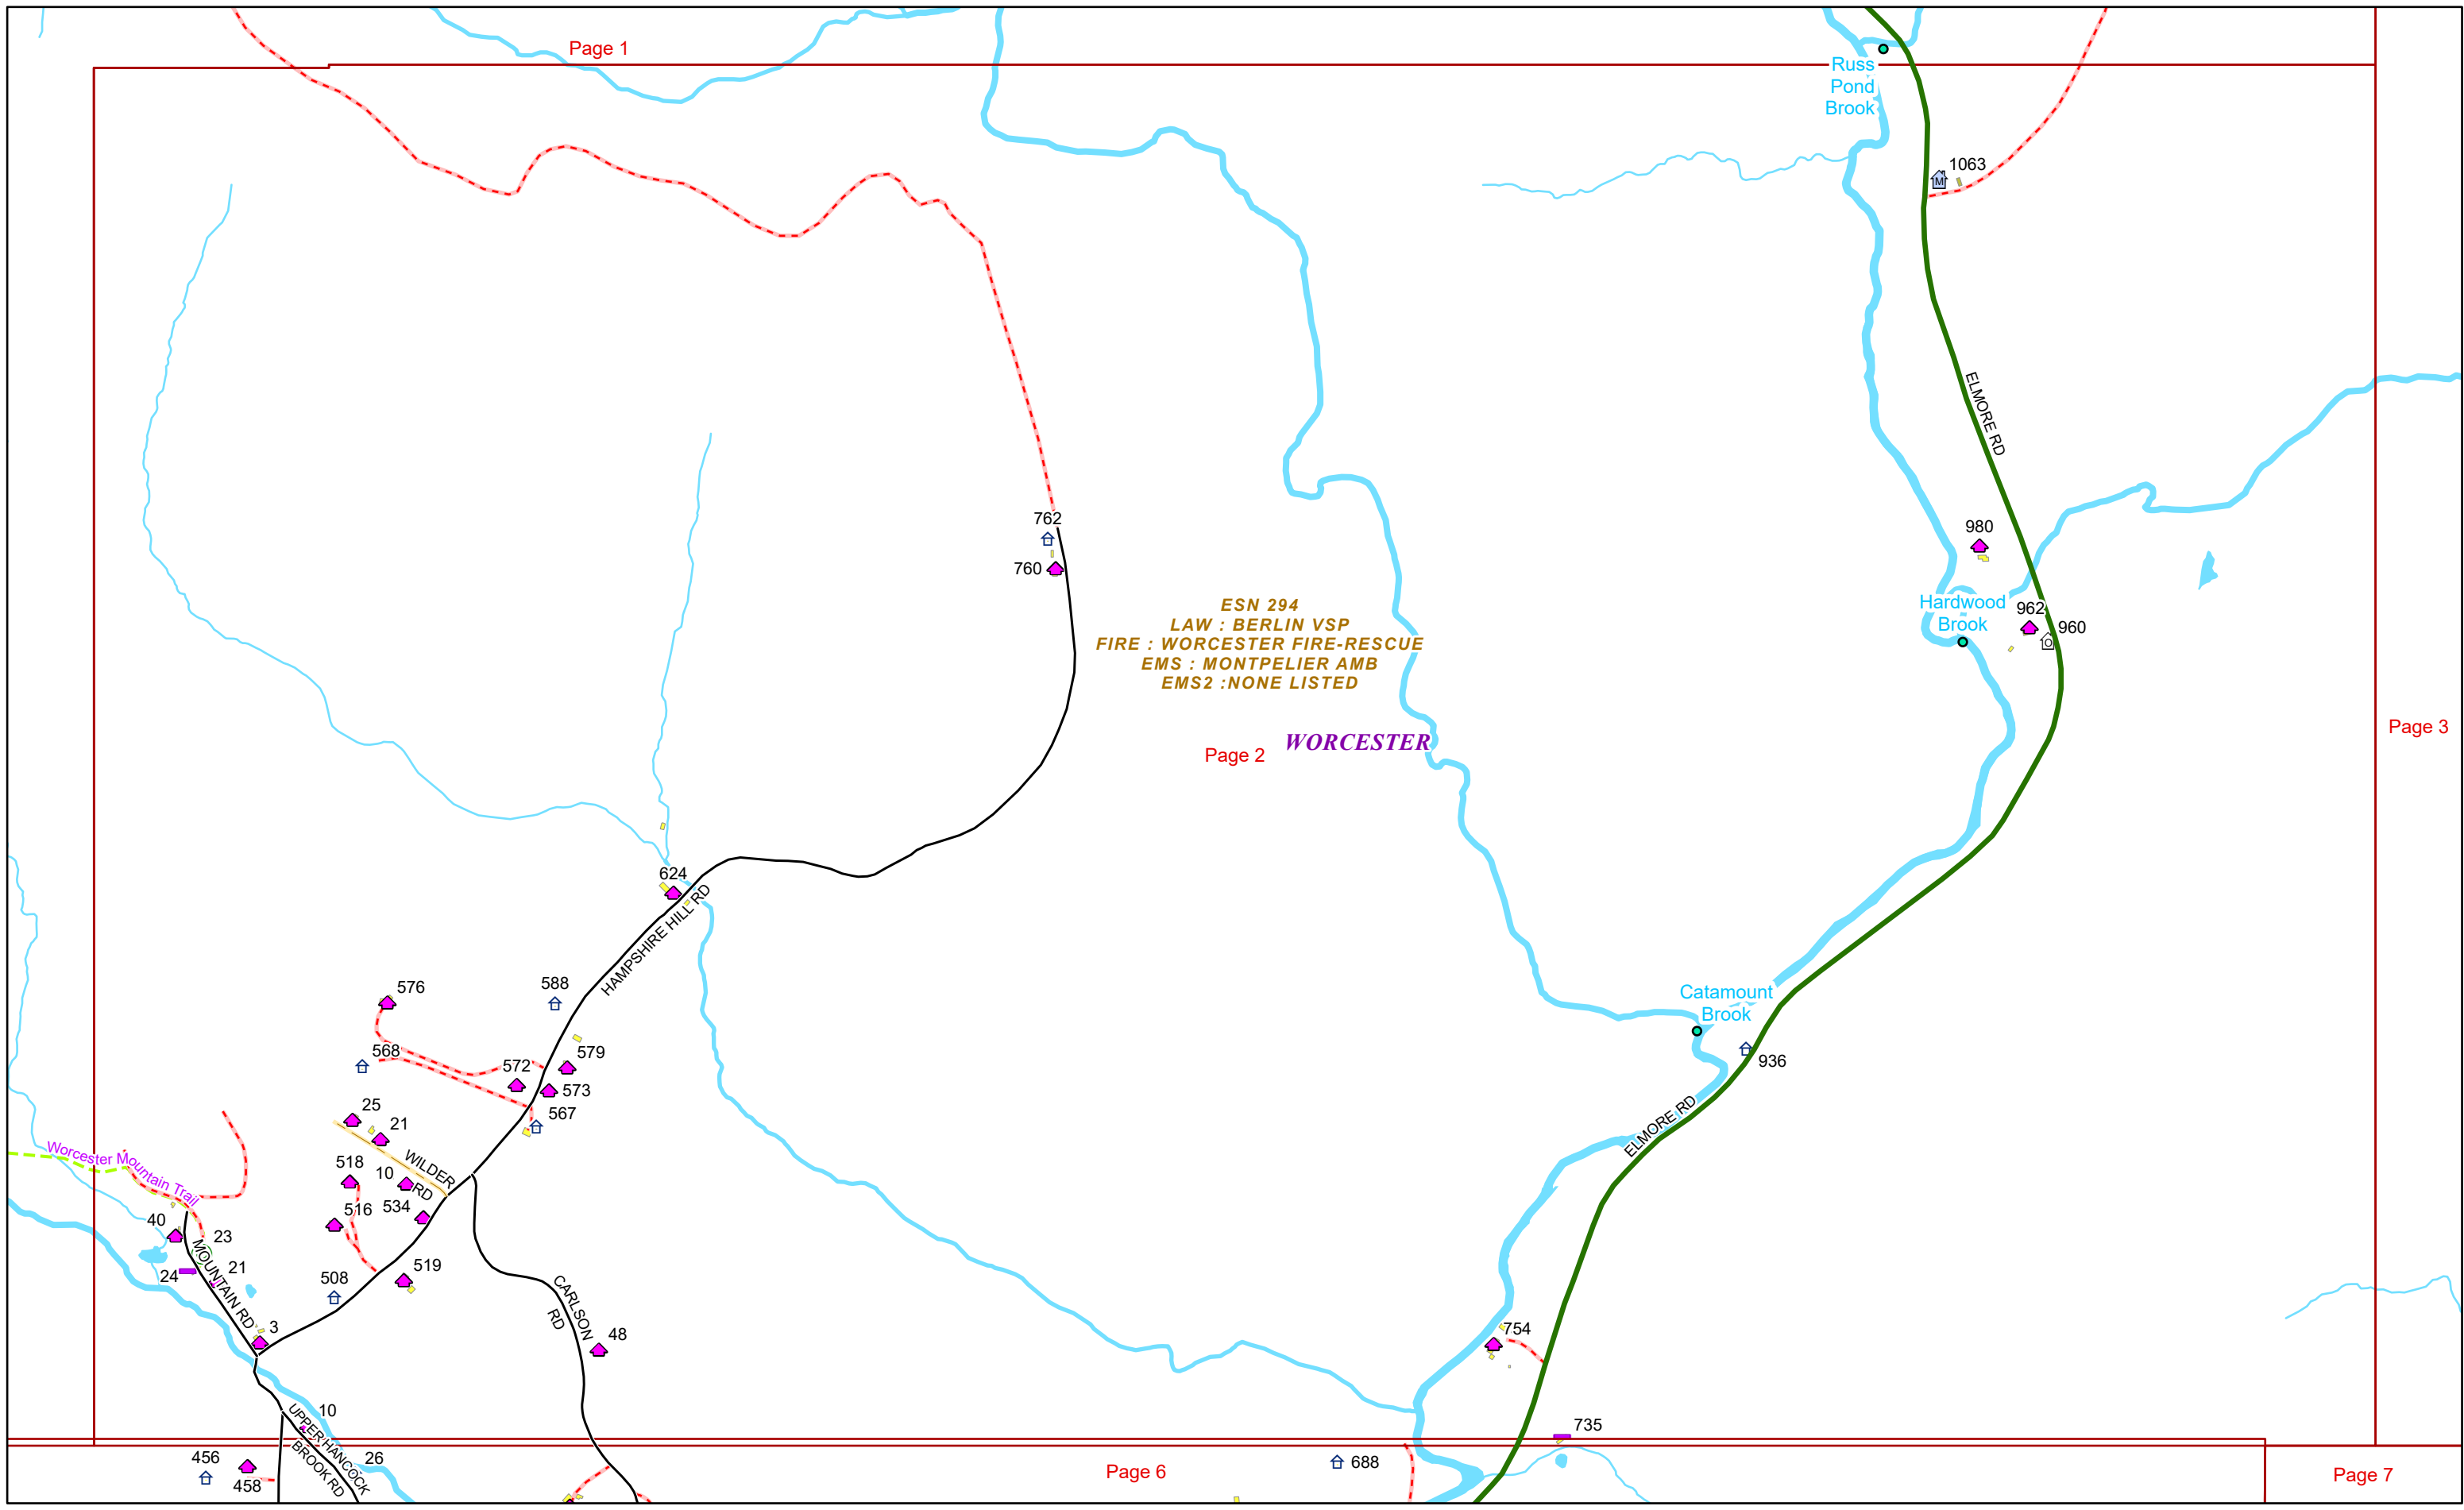 Page 1
Russ
Pond
Brook
1063
ELMORE RD
762
760
980
ESN 294
LAW : BERLIN VSP
FIRE : WORCESTER FIRE-RESCUE
EMS : MONTPELIER AMB
EMS2 :NONE LISTED
Hardwood
Brook
962
960
WORCESTER
Page 2
Page 3
624
HAMPSHIRE HILL RD
588
576
Catamount
Brook
568
572
579
573
567
936
25
21
ELMORE RD
Worcester Mountain Trail
WILDER
RD
518
10
516
534
40
23
MOUNTAIN RD
24
21
508
519
CARLSON
RD
3
48
754
10
UPPER HANCOCK
BROOK RD
735
456
458
26
Page 6
688
Page 7
M
O